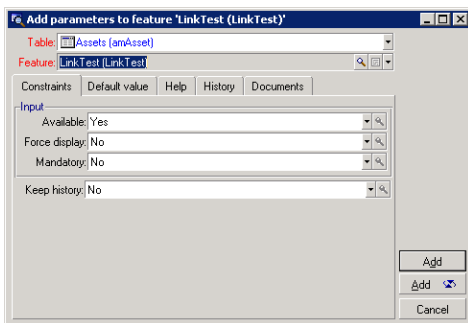 Add parameters to feature 'LinkTest (LinkTest)'
Table: Assets (amAsset)
Feature: LinkTest (LinkTest)
Constraints Default value Help History Documents
Input
Available: Yes
Force display: No
Mandatory: No
Keep history: No
Add
Add
Cancel